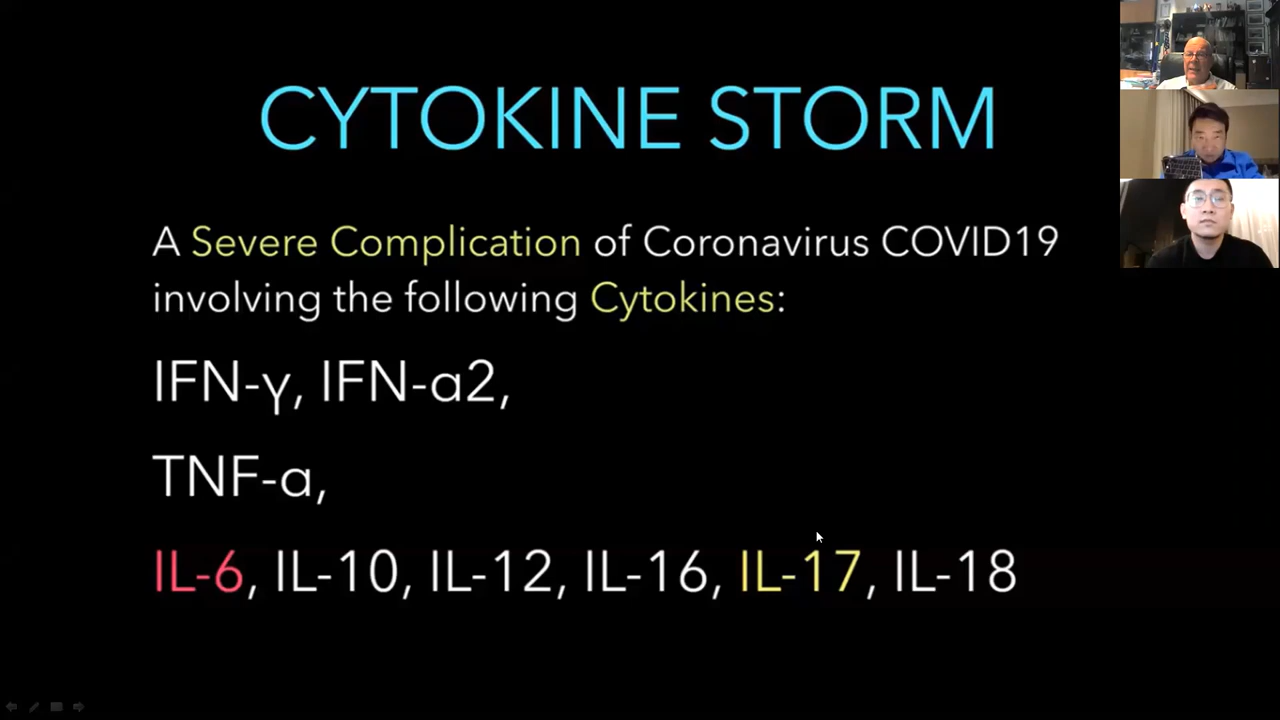 CYTOKINE STORM
A Severe Complication of Coronavirus COVID19
involving the following Cytokines:
IFN-γ, IFN-α2,
TNF-α,
IL-6, IL-10, IL-12, IL-16, IL-17, IL-18